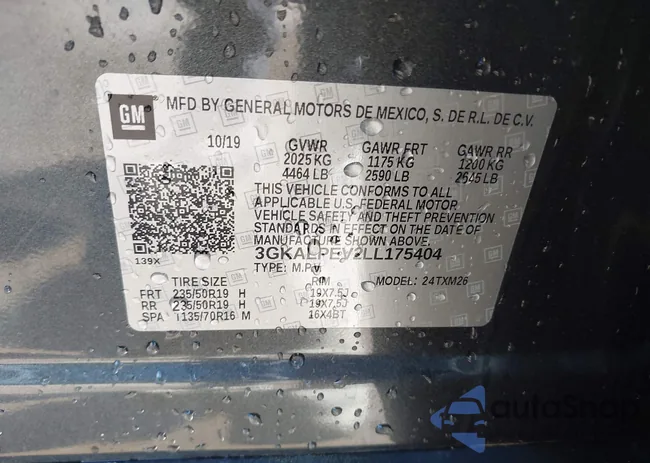 GM
MFD BY GENERAL MOTORS DE MEXICO, S. DE R.L. DE C.V.
10/19 GVWR GAWR FRT GAWR RR
2025 KG 1175 KG 1200 KG
4464 LB 2590 LB 2645 LB
THIS VEHICLE CONFORMS TO ALL
APPLICABLE U.S. FEDERAL MOTOR
VEHICLE SAFETY AND THEFT PREVENTION
STANDARDS IN EFFECT ON THE DATE OF
MANUFACTURE SHOWN ABOVE.
3GKALPEV2LL175404
139X TYPE: M.P.V.
TIRE SIZE RIM MODEL: 24TXM26
FRT 235/50R19 H 19X7.5J
RR 235/50R19 H 19X7.5J
SPA T135/70R16 M 16X4BT
autoShop